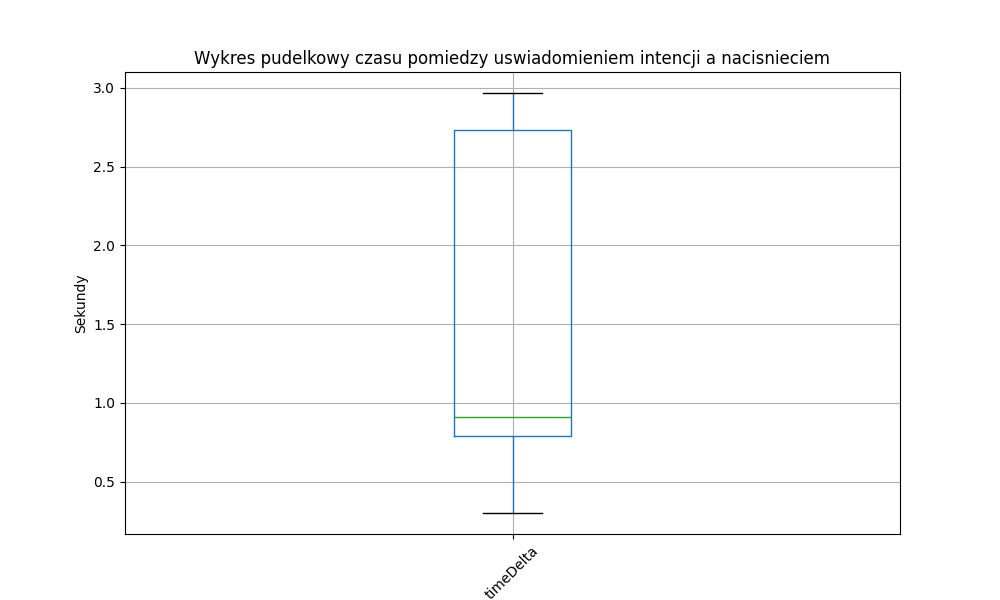 Wykres pudelkowy czasu pomiedzy uswiadomieniem intencji a nacisnieciem
3.0
2.5
2.0
1.5
1.0
0.5
Sekundy
timeDelta